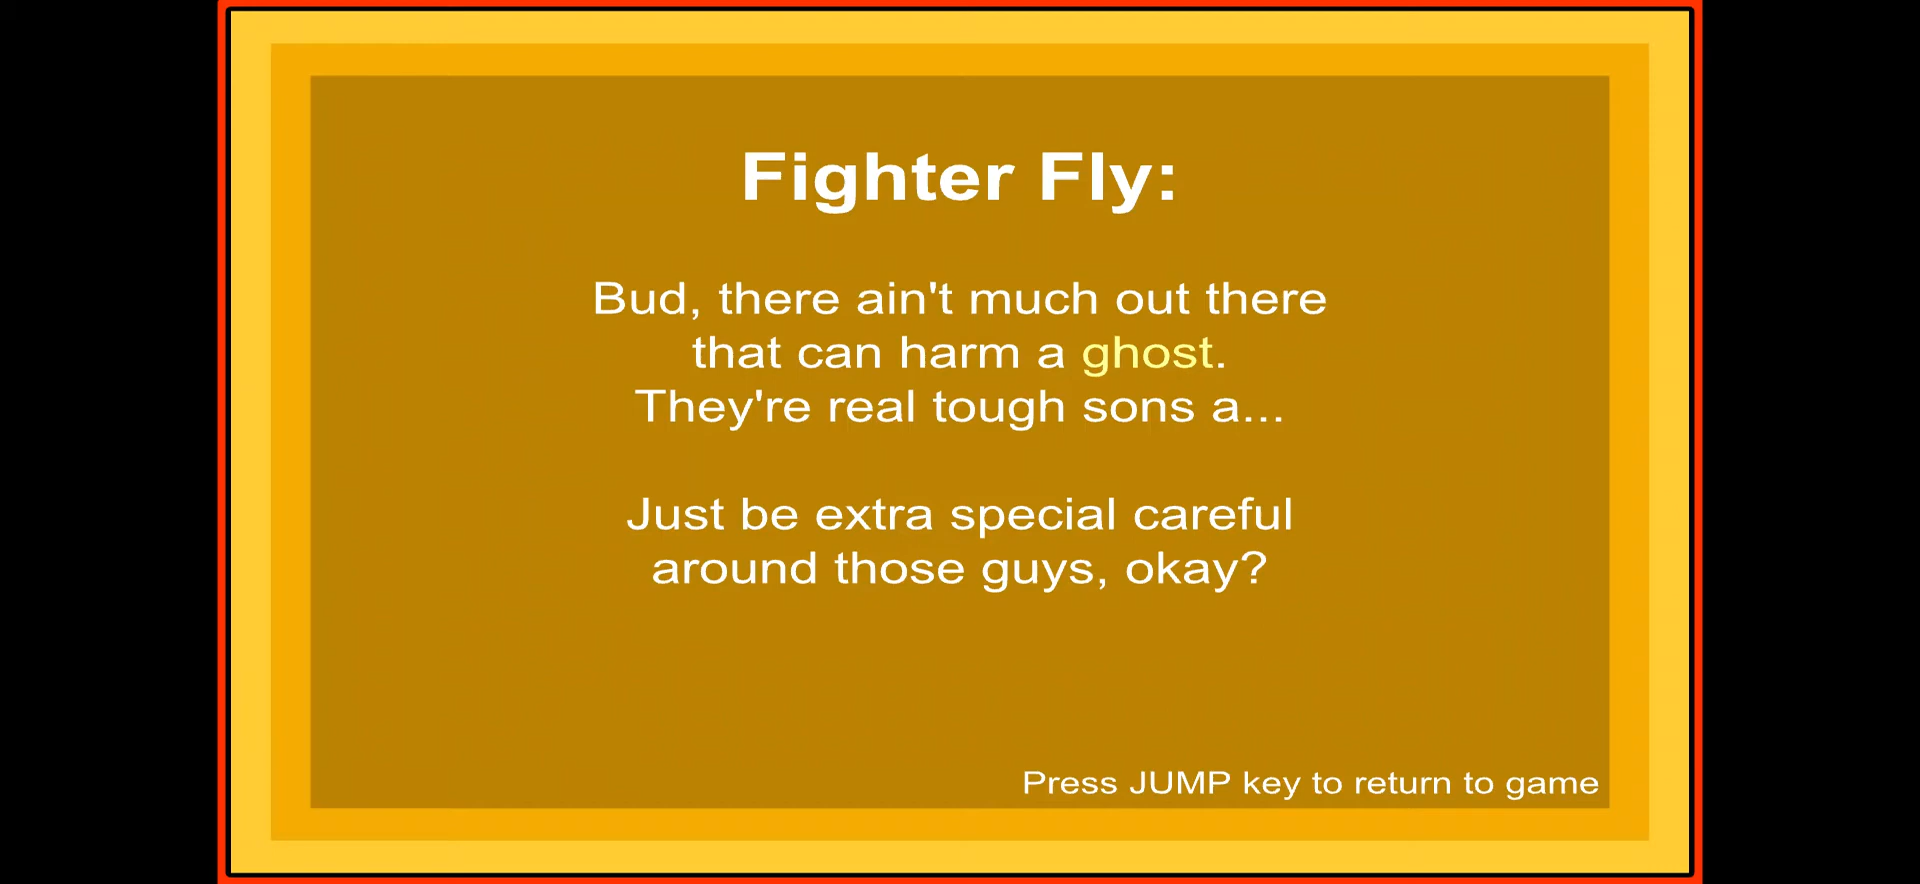 Fighter Fly:
Bud, there ain't much out there
that can harm a ghost.
They're real tough sons a...
Just be extra special careful
around those guys, okay?
Press JUMP key to return to game